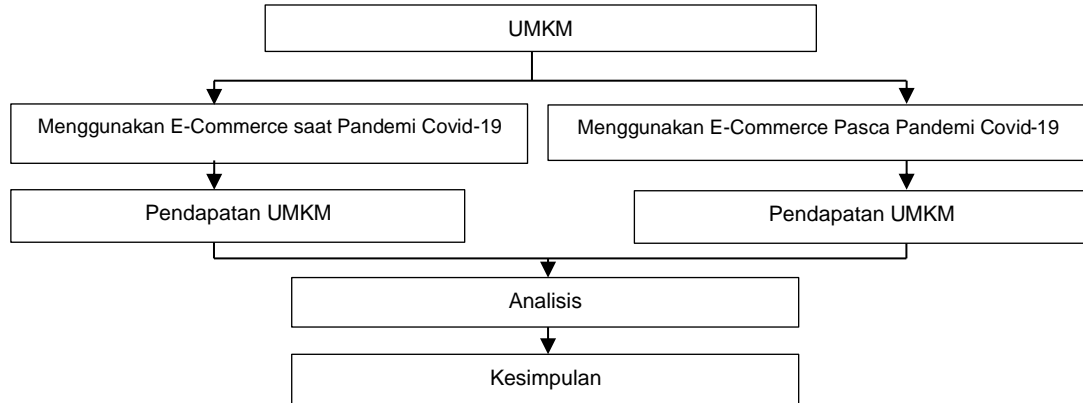 UMKM
Menggunakan E-Commerce saat Pandemi Covid-19
Menggunakan E-Commerce Pasca Pandemi Covid-19
Pendapatan UMKM
Pendapatan UMKM
Analisis
Kesimpulan